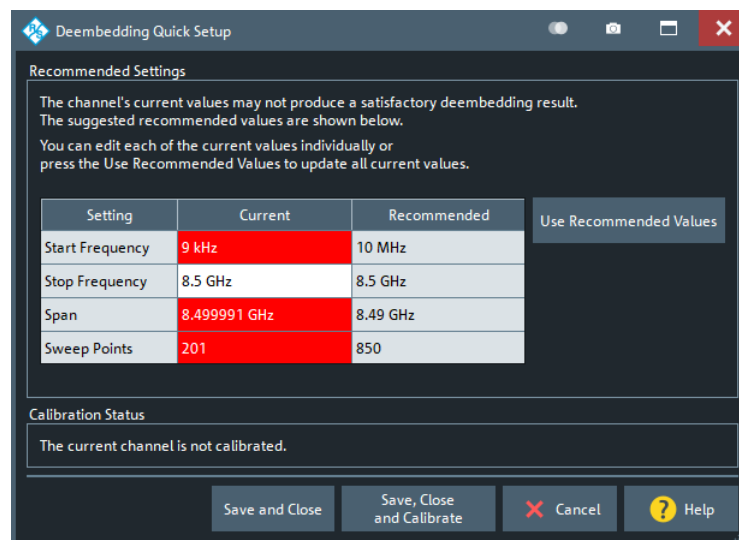 Deembedding Quick Setup
Recommended Settings
The channel's current values may not produce a satisfactory deembedding result.
The suggested recommended values are shown below.
You can edit each of the current values individually or
press the Use Recommended Values to update all current values.
Setting Current Recommended
Use Recommended Values
Start Frequency 9 kHz 10 MHz
Stop Frequency 8.5 GHz 8.5 GHz
Span 8.499991 GHz 8.49 GHz
Sweep Points 201 850
Calibration Status
The current channel is not calibrated.
Save and Close
Save, Close
and Calibrate
Cancel
? Help